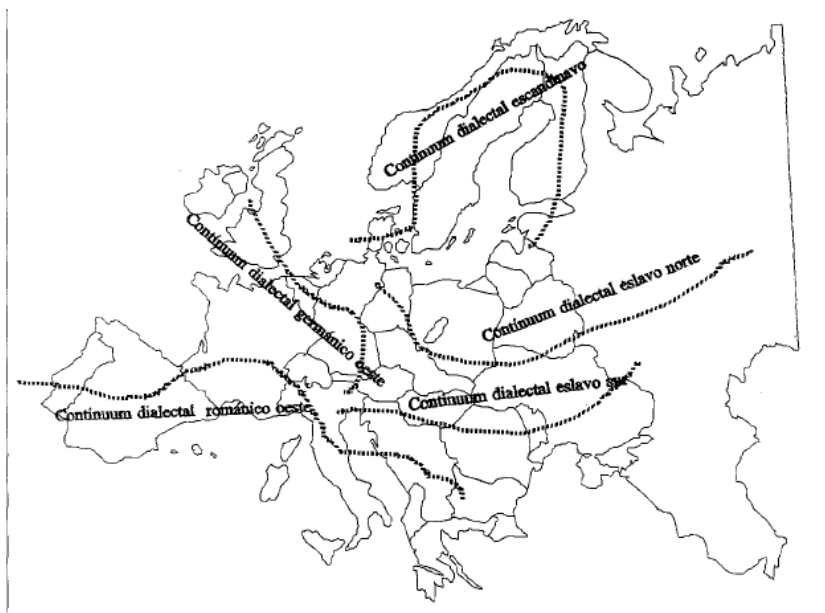 Continuum dialectal escandinavo
Continuum dialectal germánico oeste
Continuum dialectal eslavo norte
Continuum dialectal eslavo sur
Continuum dialectal románico oeste